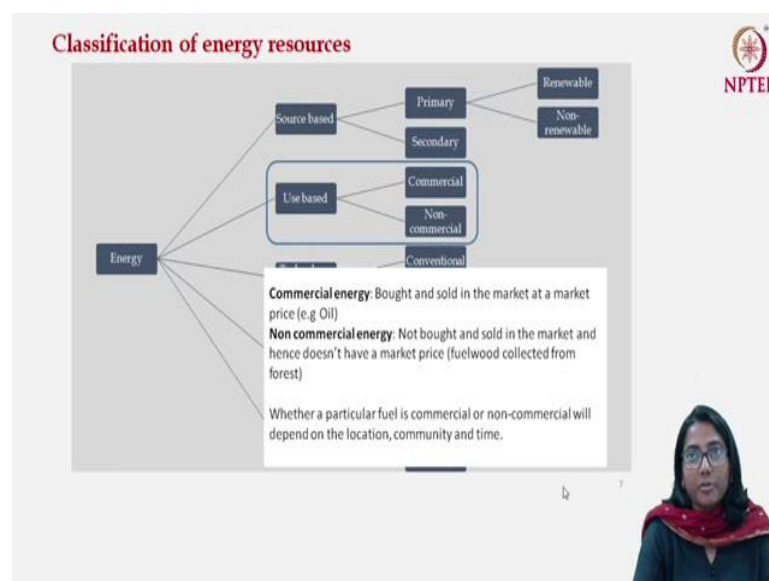 Classification of energy resources
NPTEL
Renewable
Primary
Non-
renewable
Source based
Secondary
Commercial
Use based
Non-
commercial
Energy
Conventional
Commercial energy: Bought and sold in the market at a market
price (e.g Oil)
Non commercial energy: Not bought and sold in the market and
hence doesn't have a market price (fuelwood collected from
forest)
Whether a particular fuel is commercial or non-commercial will
depend on the location, community and time.
7